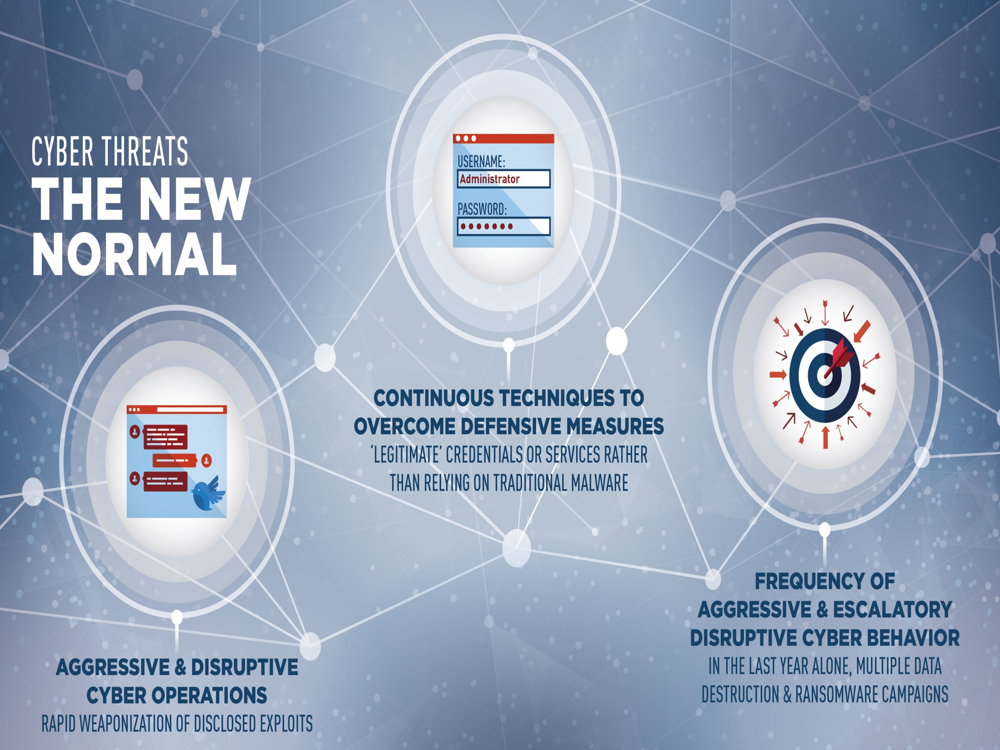 CYBER THREATS
THE NEW
NORMAL
USERNAME:
Administrator
PASSWORD:
CONTINUOUS TECHNIQUES TO
OVERCOME DEFENSIVE MEASURES
‘LEGITIMATE’ CREDENTIALS OR SERVICES RATHER
THAN RELYING ON TRADITIONAL MALWARE
AGGRESSIVE & DISRUPTIVE
CYBER OPERATIONS
RAPID WEAPONIZATION OF DISCLOSED EXPLOITS
FREQUENCY OF
AGGRESSIVE & ESCALATORY
DISRUPTIVE CYBER BEHAVIOR
IN THE LAST YEAR ALONE, MULTIPLE DATA
DESTRUCTION & RANSOMWARE CAMPAIGNS